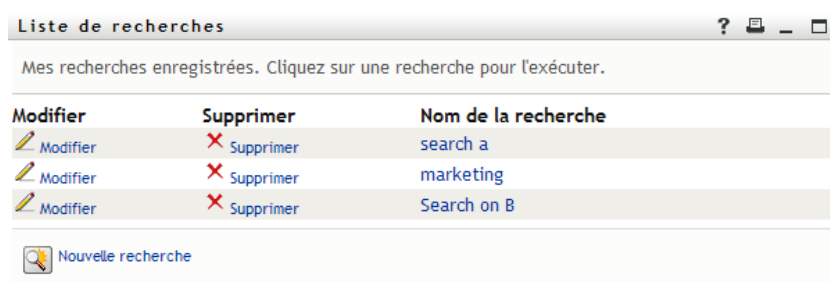 Liste de recherches ?
Mes recherches enregistrées. Cliquez sur une recherche pour l'exécuter.
Modifier Supprimer Nom de la recherche
Modifier Supprimer search a
Modifier Supprimer marketing
Modifier Supprimer Search on B
Nouvelle recherche